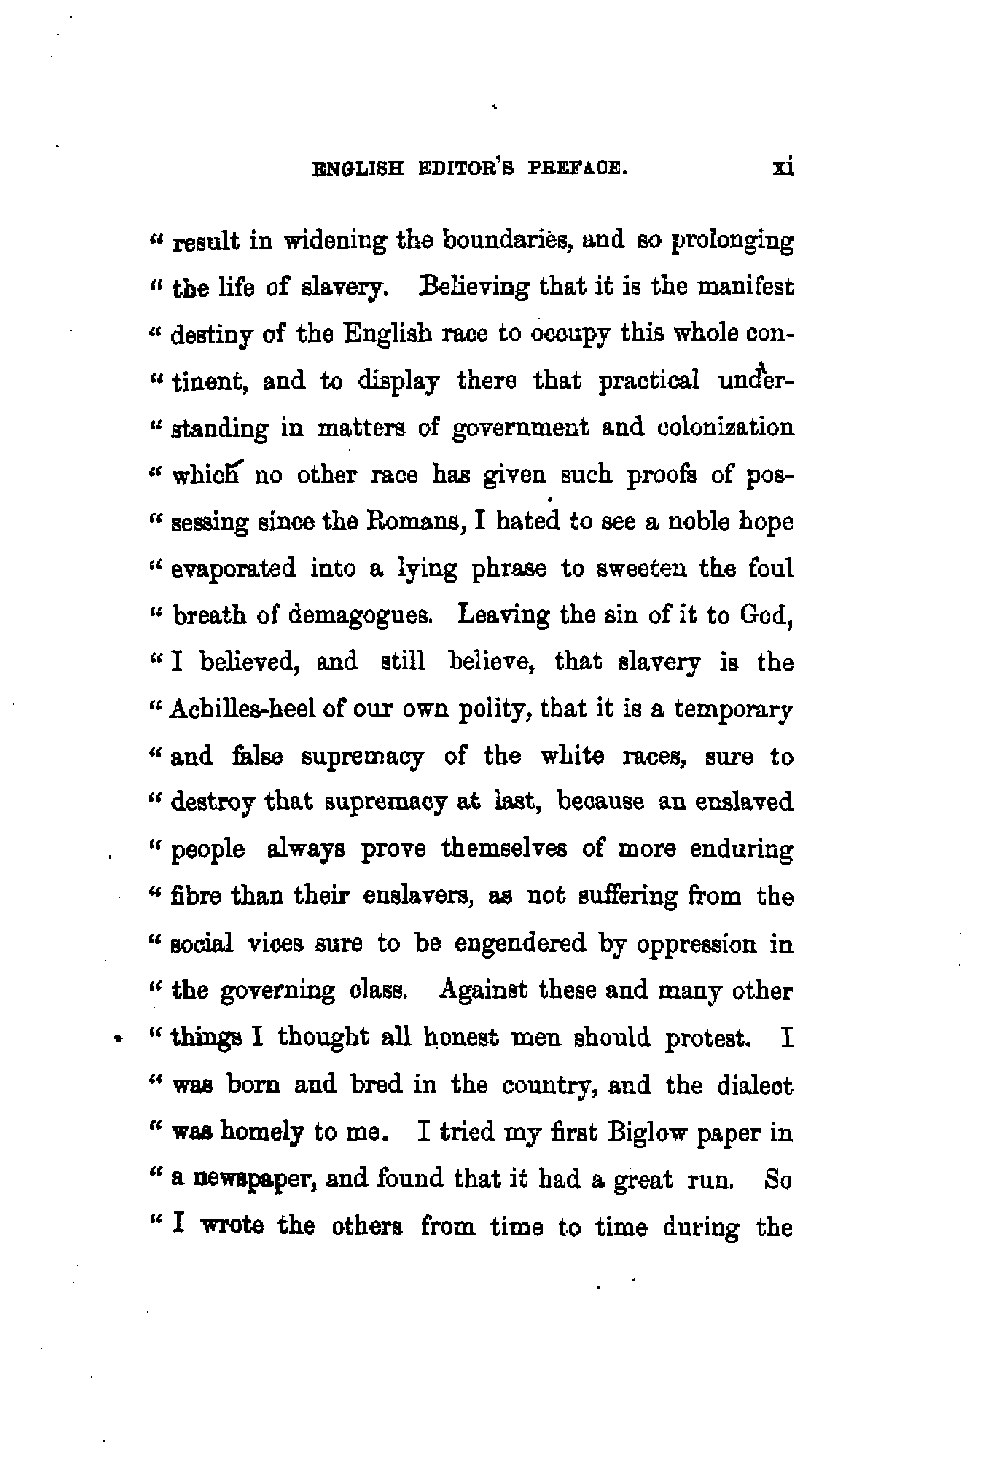 ENGLISH EDITOR'S PREFACE. xi
" result in widening the boundaries, and so prolonging
" the life of slavery. Believing that it is the manifest
" destiny of the English race to occupy this whole con-
" tinent, and to display there that practical under-
" standing in matters of government and colonization
" which no other race has given such proofs of pos-
" sessing since the Romans, I hated to see a noble hope
" evaporated into a lying phrase to sweeten the foul
" breath of demagogues. Leaving the sin of it to God,
" I believed, and still believe, that slavery is the
" Achilles-heel of our own polity, that it is a temporary
" and false supremacy of the white races, sure to
" destroy that supremacy at last, because an enslaved
" people always prove themselves of more enduring
" fibre than their enslavers, as not suffering from the
" social vices sure to be engendered by oppression in
" the governing class. Against these and many other
" things I thought all honest men should protest. I
" was born and bred in the country, and the dialect
" was homely to me. I tried my first Biglow paper in
" a newspaper, and found that it had a great run. So
" I wrote the others from time to time during the